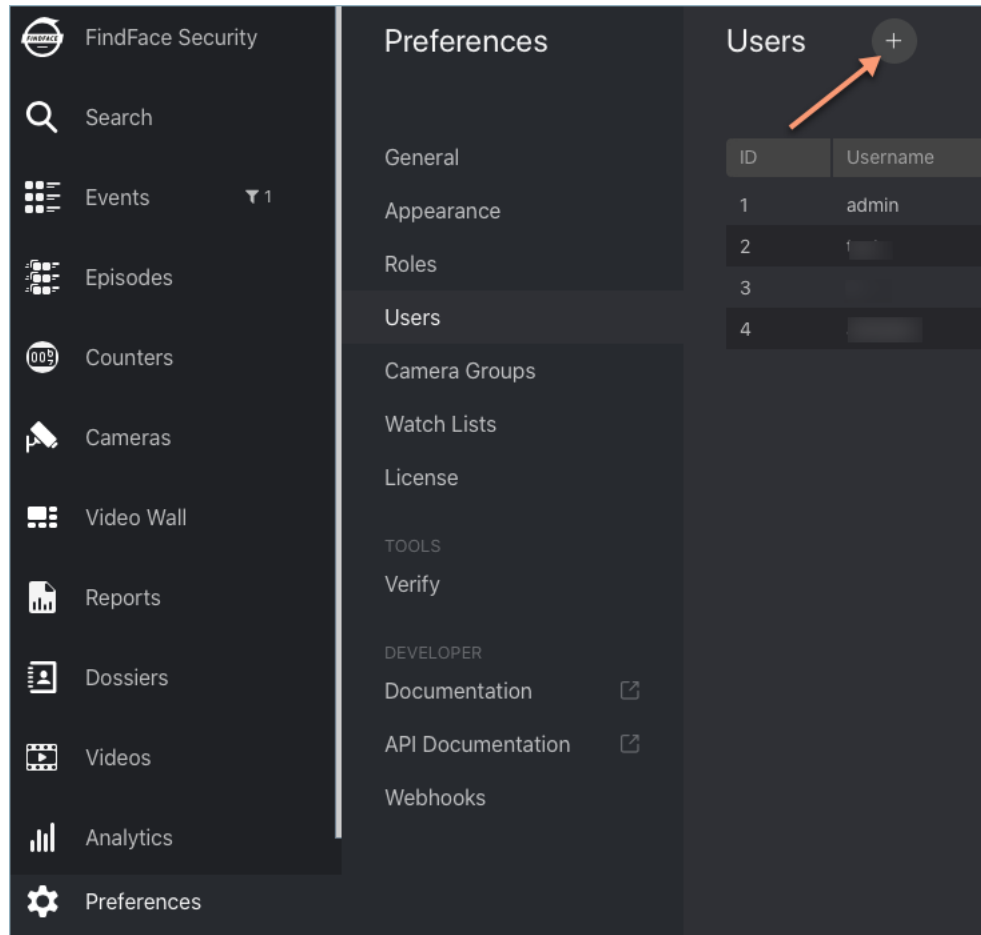 FINDFACE
FindFace Security
Search
Events 1
Episodes
Counters
Cameras
Video Wall
Reports
Dossiers
Videos
Analytics
Preferences
Preferences
General
Appearance
Roles
Users
Camera Groups
Watch Lists
License
TOOLS
Verify
DEVELOPER
Documentation
API Documentation
Webhooks
Users +
ID Username
1 admin
2
3
4